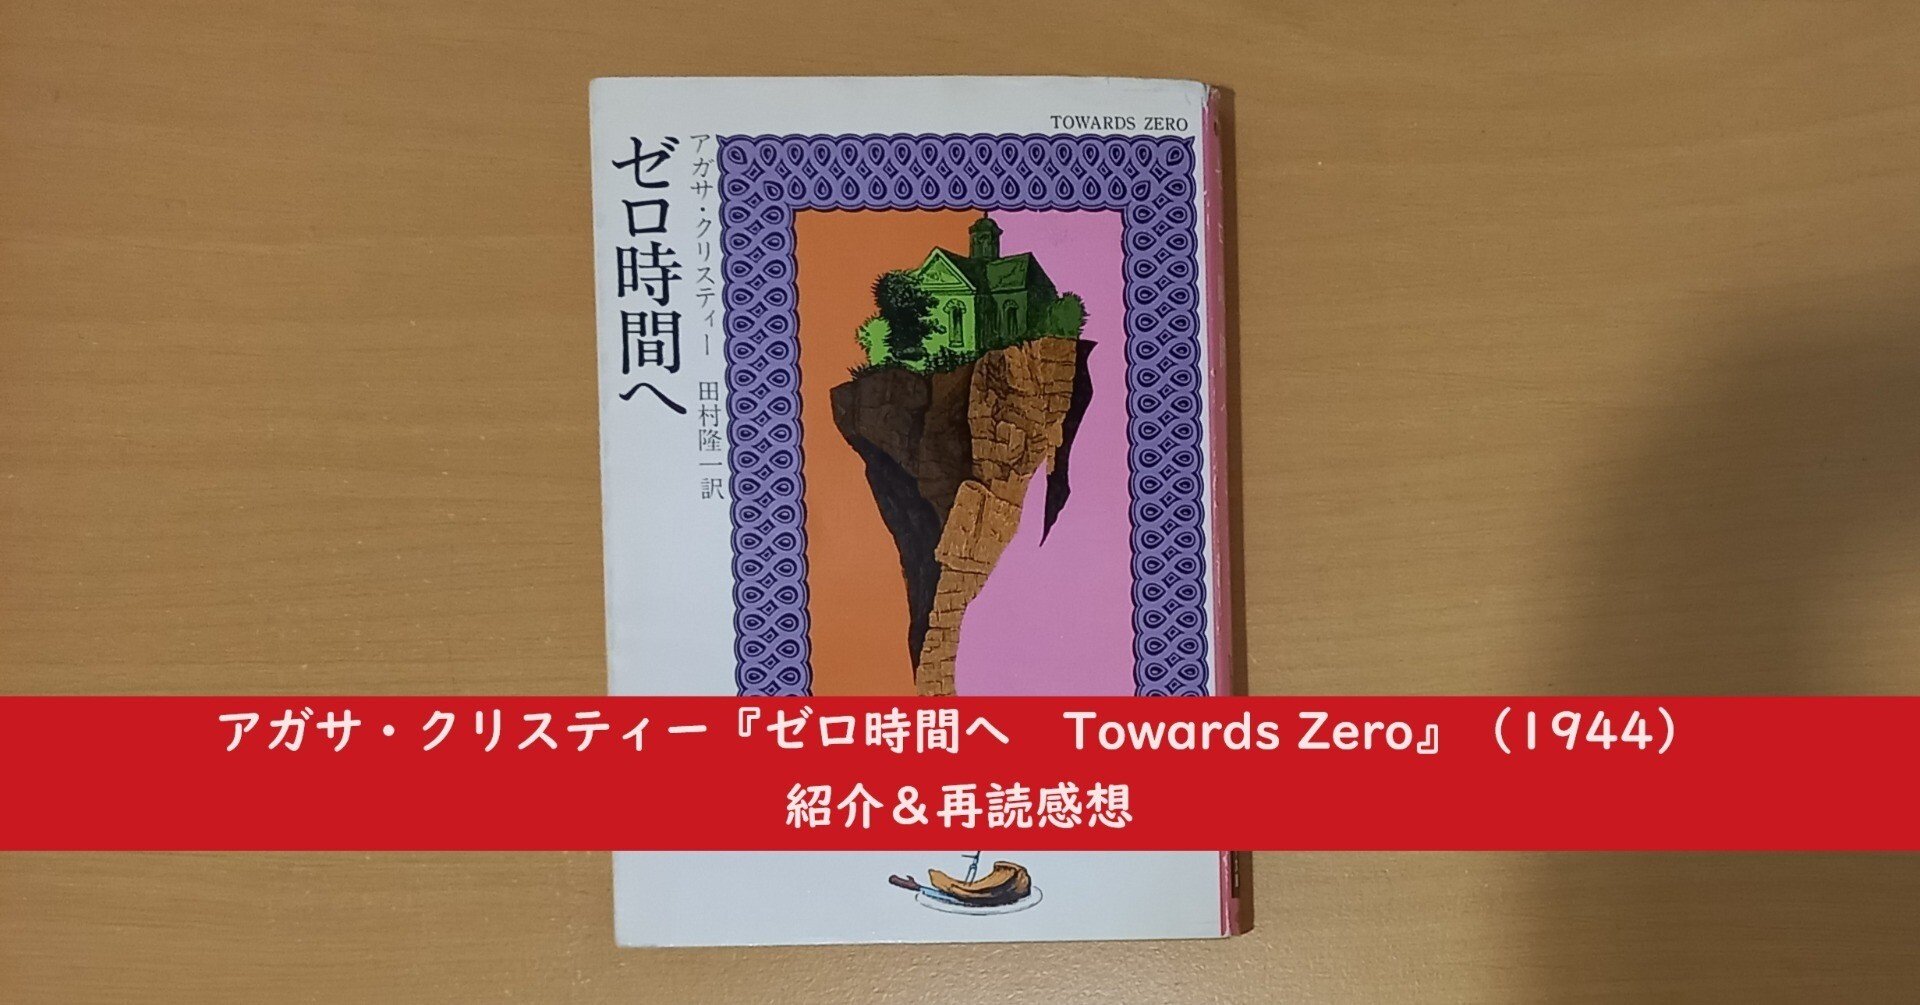 TOWARDS ZERO
ゼロ時間へ
アガサ・クリスティー 田村隆一訳
アガサ・クリスティー『ゼロ時間へ　Towards Zero』（1944）
紹介＆再読感想